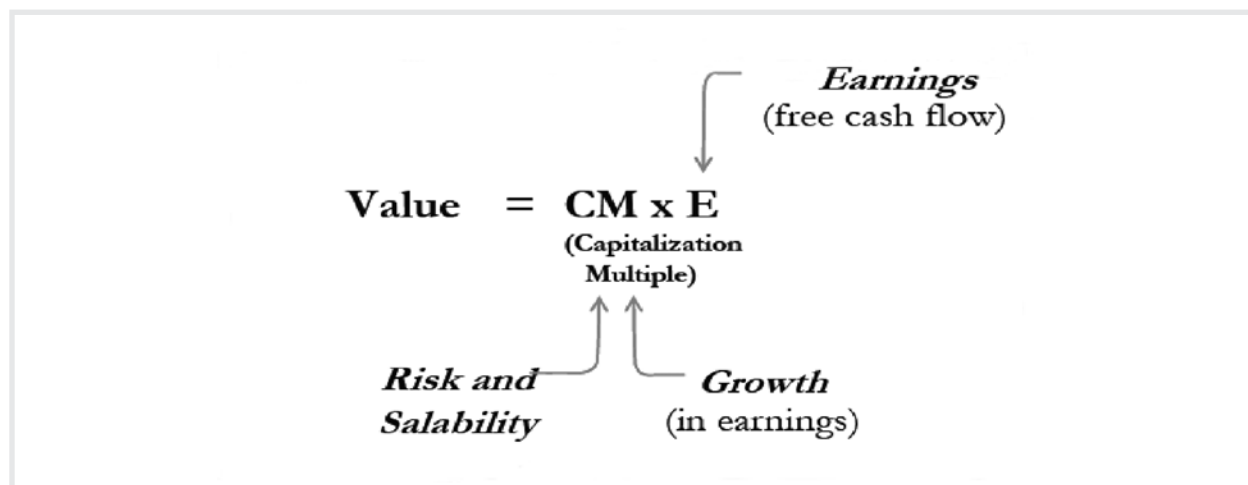 Earnings
(free cash flow)
Value = CM x E
(Capitalization
Multiple)
Risk and
Salability
Growth
(in earnings)